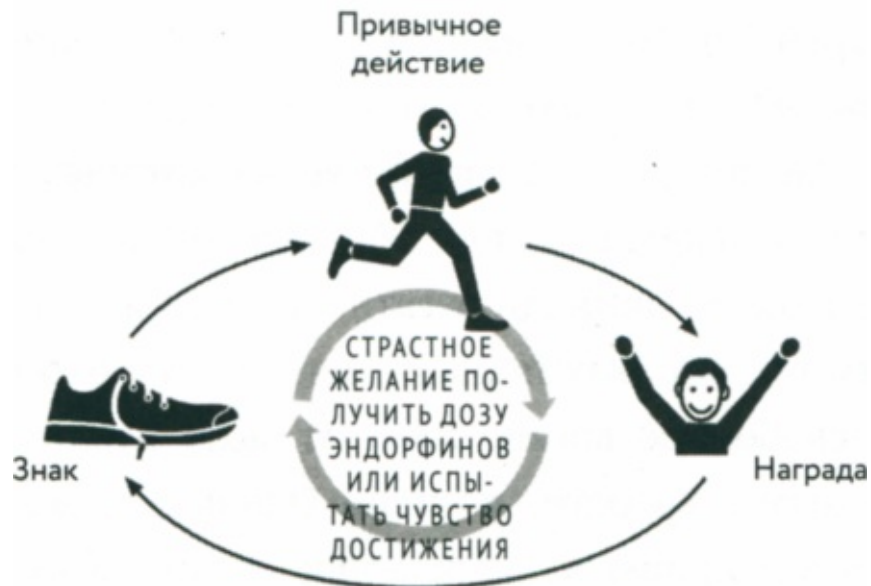 Привычное
действие
СТРАСТНОЕ
ЖЕЛАНИЕ ПО-
ЛУЧИТЬ ДОЗУ
ЭНДОРФИНОВ
ИЛИ ИСПЫ-
ТАТЬ ЧУВСТВО
ДОСТИЖЕНИЯ
Знак
Награда